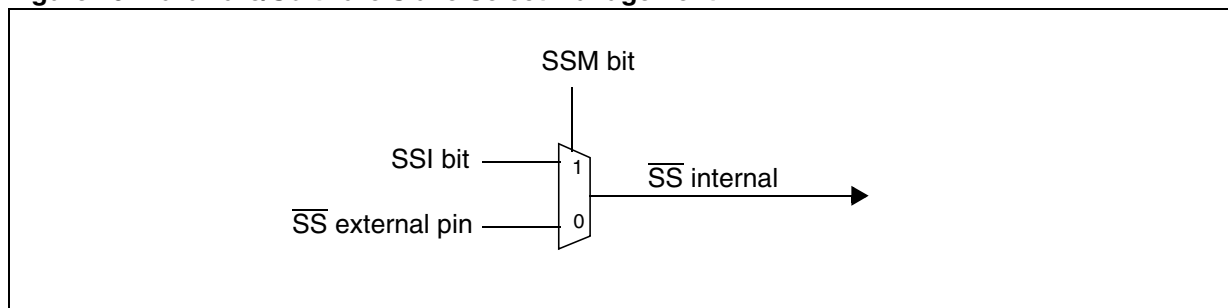 SSM bit
SSI bit
1
SS internal
SS external pin
0